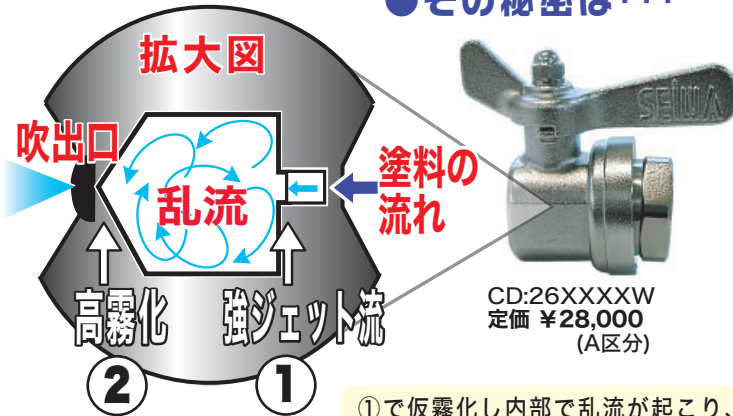 ●その秘密は・・・
拡大図
吹出口
乱流
塗料の
流れ
高霧化
強ジェット流
②
①
SEIWA
CD:26XXXXW
定価 ¥28,000
(A区分)
①で仮霧化し内部で乱流が起こり、